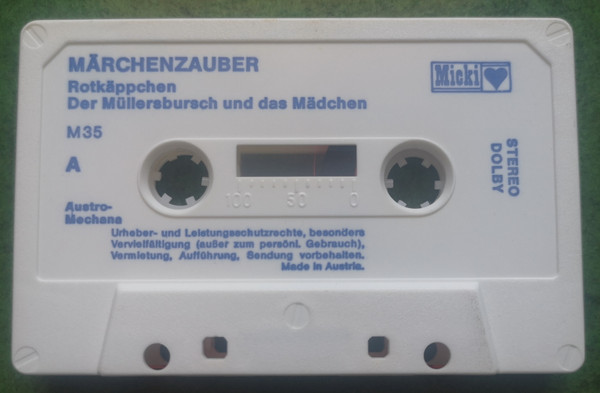 MÄRCHENZAUBER
Micki
Rotkäppchen
Der Müllersbursch und das Mädchen
M35
A
STEREO
DOLBY
100 50 0
Austro-
Mechana
Urheber- und Leistungsschutzrechte, besonders
Vervielfältigung (außer zum persönl. Gebrauch),
Vermietung, Aufführung, Sendung vorbehalten.
Made in Austria.